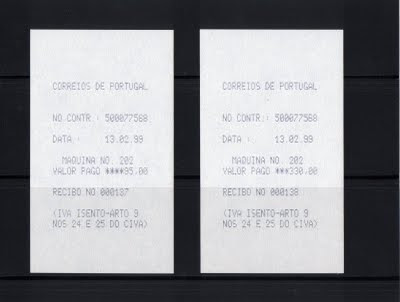 CORREIOS DE PORTUGAL
NO CONTR.: 500077568
DATA : 13.02.99
MAQUINA NO. 202
VALOR PAGO ****95.00
RECIBO NO 000137
(IVA ISENTO-ARTO 9
NOS 24 E 25 DO CIVA)
CORREIOS DE PORTUGAL
NO CONTR.: 500077568
DATA : 13.02.99
MAQUINA NO. 202
VALOR PAGO ***330.00
RECIBO NO 000138
(IVA ISENTO-ARTO 9
NOS 24 E 25 DO CIVA)